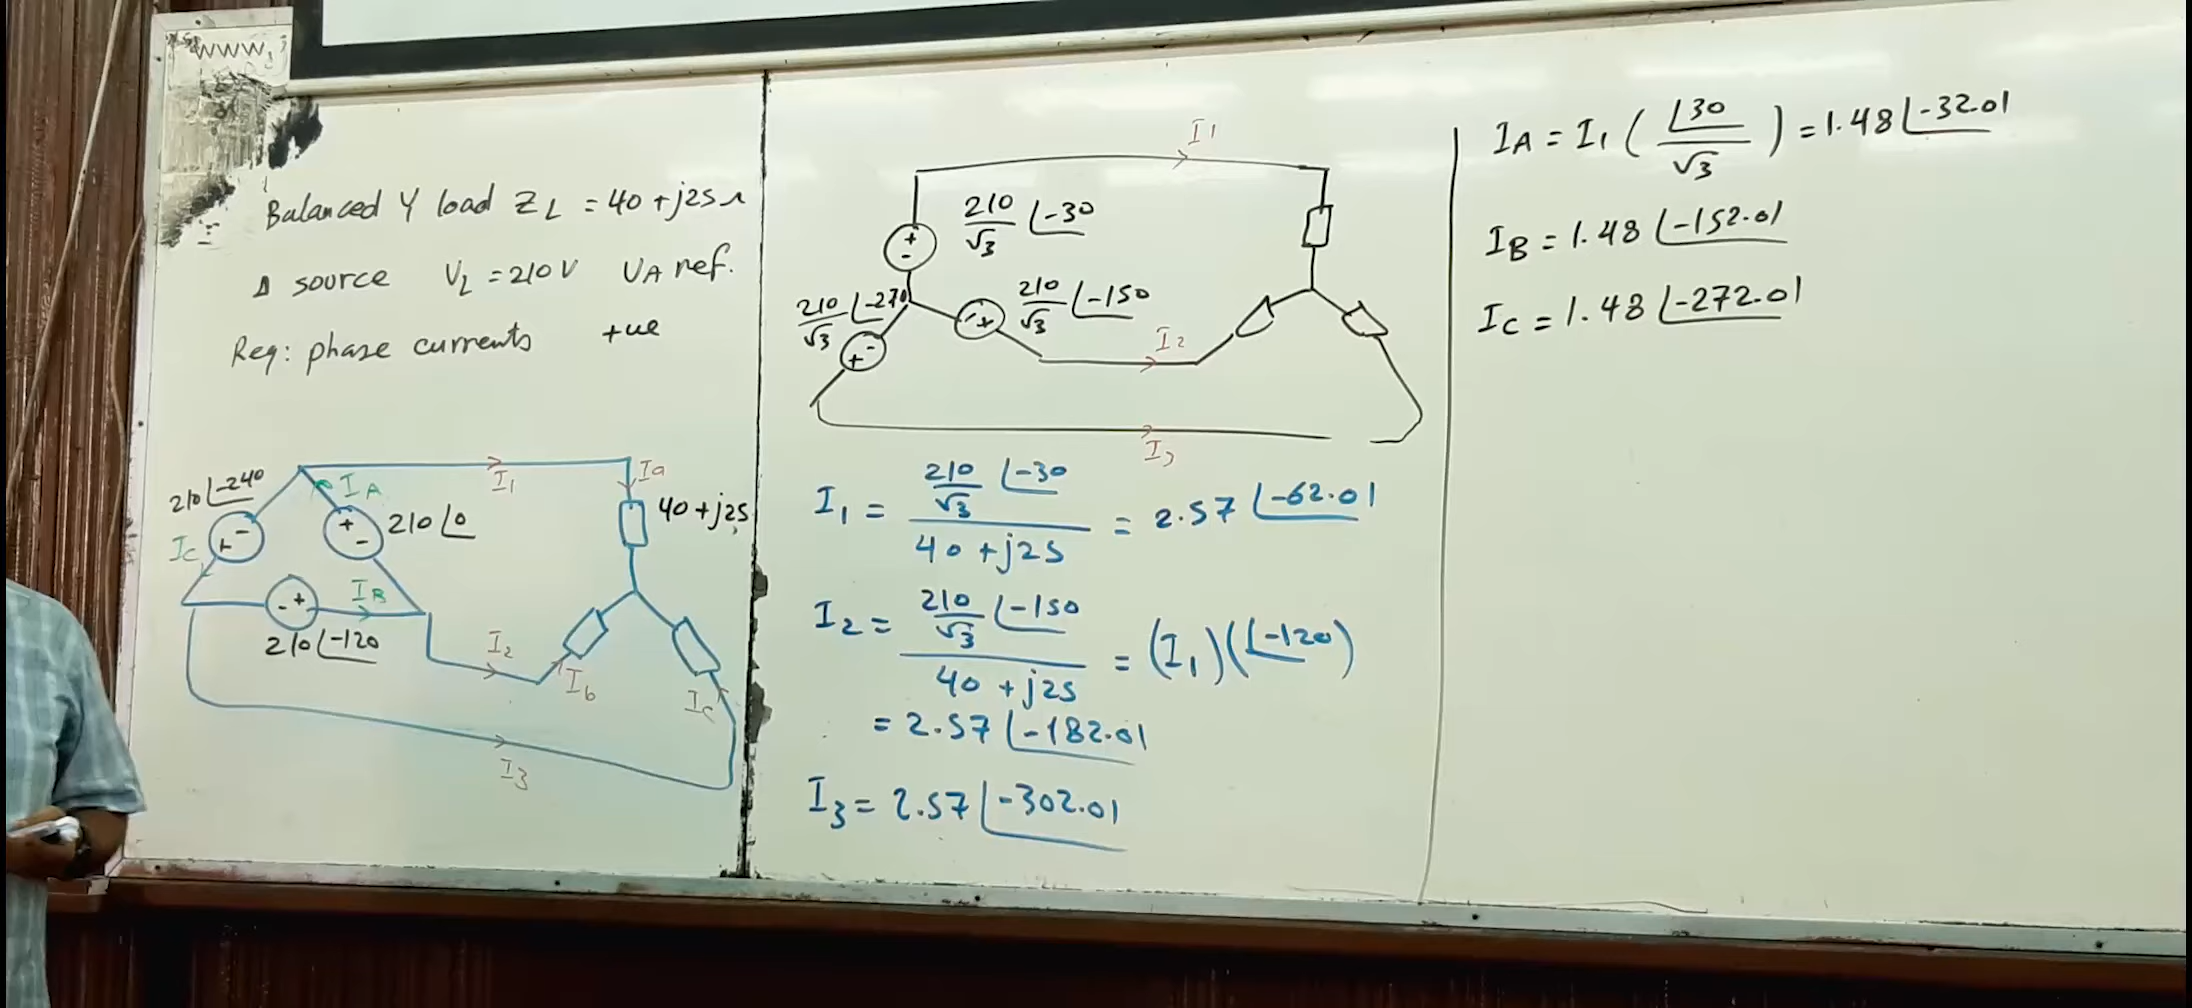 www.
Balanced Y load ZL = 40 + j25 Ω
Δ source VL = 210 V VA ref.
Req: phase currents +ve
210∠-240
IA
I1
Ia
40 + j25
210∠0
Ic
IB
210∠-120
I2
Ib
Ic
I3
I1
210/√3 ∠-30
210/√3 ∠-270
210/√3 ∠-150
I2
I3
I1 = (210/√3 ∠-30) / (40 + j25) = 2.57 ∠-62.01
I2 = (210/√3 ∠-150) / (40 + j25) = (I1)(∠-120)
= 2.57 ∠-182.01
I3 = 2.57 ∠-302.01
IA = I1 (∠30/√3) = 1.48 ∠-32.01
IB = 1.48 ∠-152.01
IC = 1.48 ∠-272.01